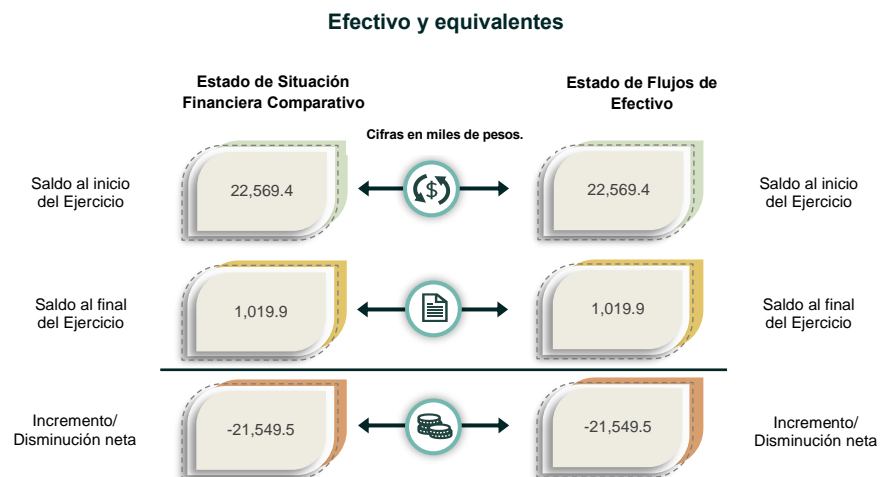 Efectivo y equivalentes
Estado de Situación
Financiera Comparativo
Estado de Flujos de
Efectivo
Cifras en miles de pesos.
Saldo al inicio
del Ejercicio
22,569.4
$
22,569.4
Saldo al inicio
del Ejercicio
Saldo al final
del Ejercicio
1,019.9
1,019.9
Saldo al final
del Ejercicio
Incremento/
Disminución neta
-21,549.5
-21,549.5
Incremento/
Disminución neta